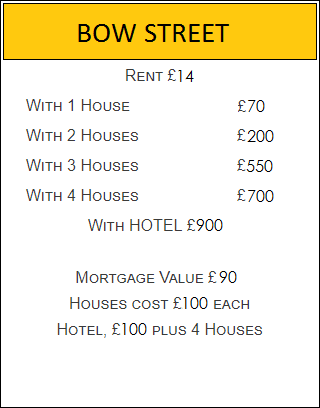 BOW STREET
RENT £14
WITH 1 HOUSE £70
WITH 2 HOUSES £200
WITH 3 HOUSES £550
WITH 4 HOUSES £700
WITH HOTEL £900
MORTGAGE VALUE £90
HOUSES COST £100 EACH
HOTEL, £100 PLUS 4 HOUSES